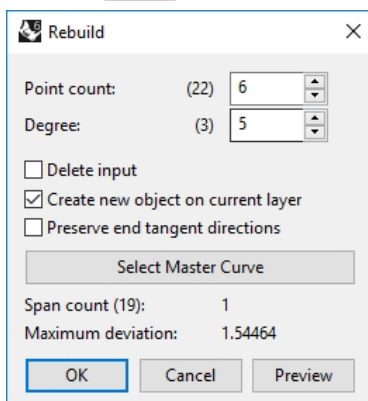 Rebuild
Point count: (22) 6
Degree: (3) 5
Delete input
Create new object on current layer
Preserve end tangent directions
Select Master Curve
Span count (19): 1
Maximum deviation: 1.54464
OK Cancel Preview